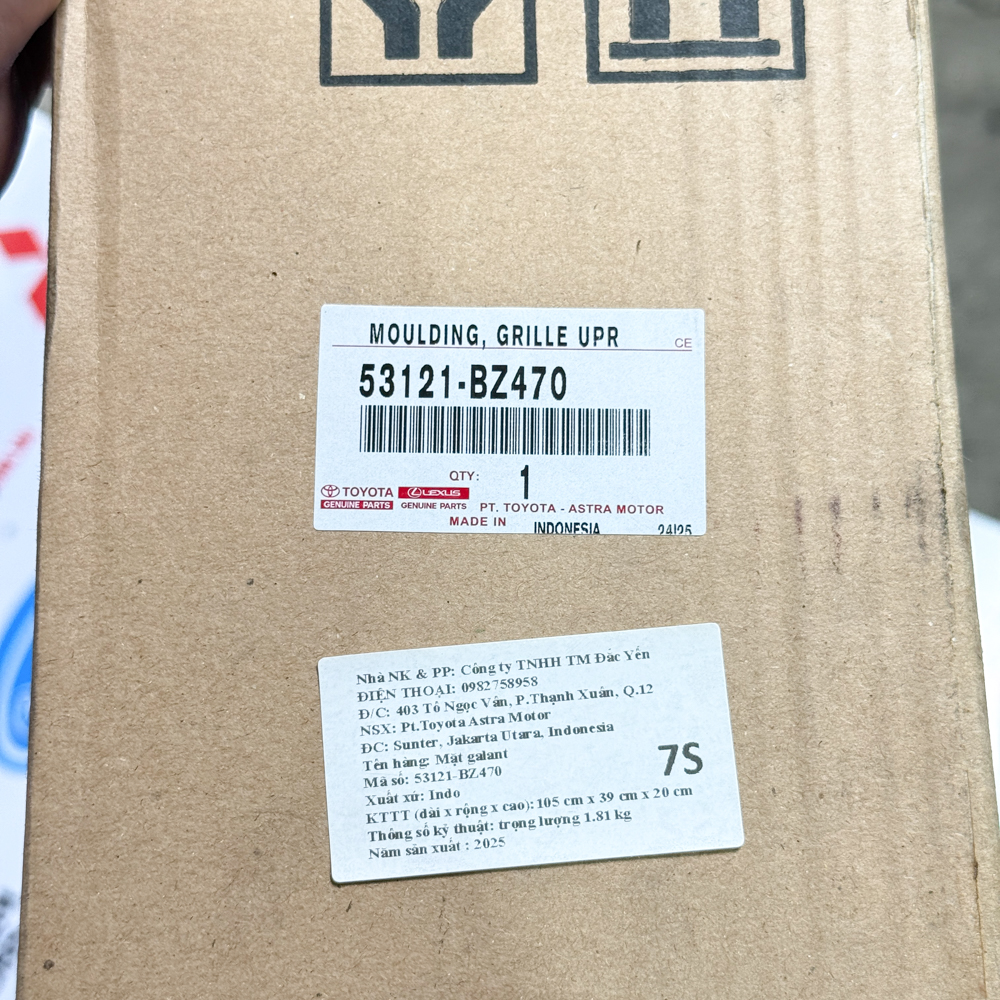 MOULDING, GRILLE UPR
CE
53121-BZ470
QTY: 1
TOYOTA LEXUS
GENUINE PARTS GENUINE PARTS PT. TOYOTA - ASTRA MOTOR
MADE IN INDONESIA 24125
Nhà NK & PP: Công ty TNHH TM Đắc Yến
ĐIỆN THOẠI: 0982758958
Đ/C: 403 Tô Ngọc Vân, P.Thạnh Xuân, Q.12
NSX: Pt.Toyota Astra Motor
ĐC: Sunter, Jakarta Utara, Indonesia
Tên hàng: Mặt galant
Mã số: 53121-BZ470
7S
Xuất xứ: Indo
KTTT (dài x rộng x cao): 105 cm x 39 cm x 20 cm
Thông số kỹ thuật: trọng lượng 1.81 kg
Năm sản xuất : 2025